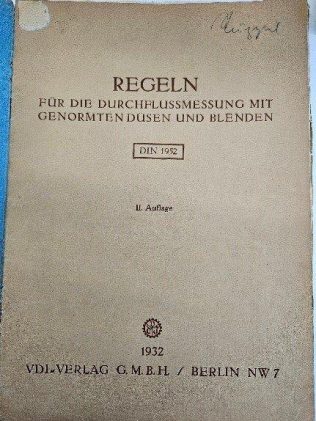 REGELN
FÜR DIE DURCHFLUSSMESSUNG MIT
GENORMTEN DÜSEN UND BLENDEN
DIN 1952
II. Auflage
1932
VDI-VERLAG G.M.B.H. / BERLIN NW 7